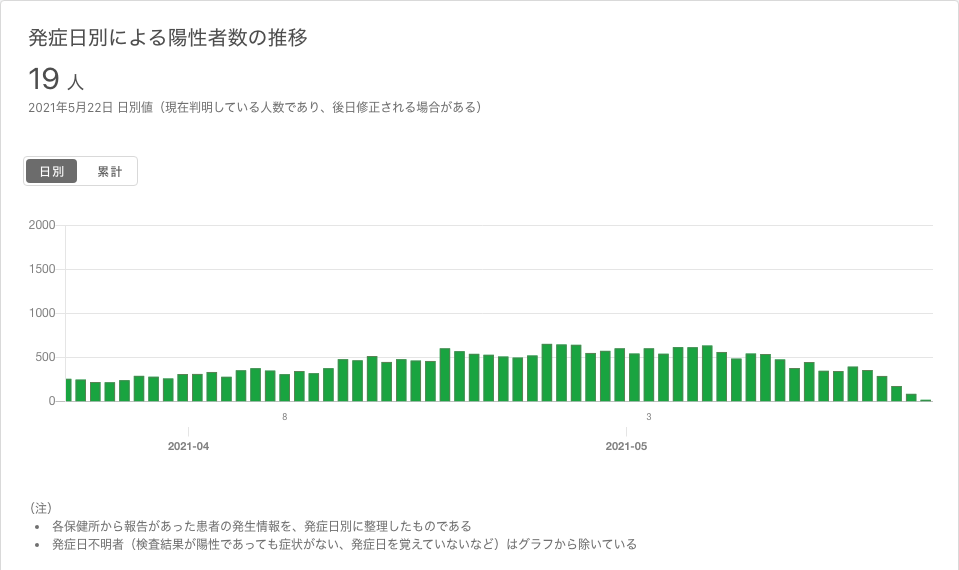 発症日別による陽性者数の推移
19 人
2021年5月22日 日別値（現在判明している人数であり、後日修正される場合がある）
日別 累計
2000
1500
1000
500
0
8 3
2021-04 2021-05
（注）
• 各保健所から報告があった患者の発生情報を、発症日別に整理したものである
• 発症日不明者（検査結果が陽性であっても症状がない、発症日を覚えていないなど）はグラフから除いている